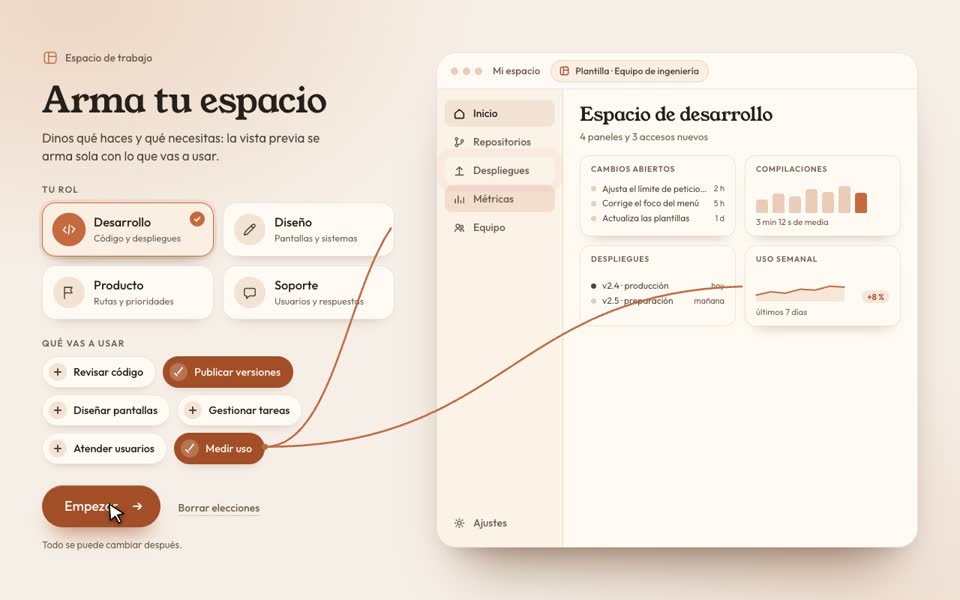 Espacio de trabajo
Arma tu espacio
Dinos qué haces y qué necesitas: la vista previa se
arma sola con lo que vas a usar.
TU ROL
Desarrollo
Código y despliegues
Diseño
Pantallas y sistemas
Producto
Rutas y prioridades
Soporte
Usuarios y respuestas
QUÉ VAS A USAR
Revisar código
Publicar versiones
Diseñar pantallas
Gestionar tareas
Atender usuarios
Medir uso
Empezar
Borrar elecciones
Todo se puede cambiar después.
Mi espacio
Plantilla · Equipo de ingeniería
Inicio
Repositorios
Despliegues
Métricas
Equipo
Ajustes
Espacio de desarrollo
4 paneles y 3 accesos nuevos
CAMBIOS ABIERTOS
Ajusta el límite de peticio... 2 h
Corrige el foco del menú 5 h
Actualiza las plantillas 1 d
COMPILACIONES
3 min 12 s de media
DESPLIEGUES
v2.4 · producción hoy
v2.5 · preparación mañana
USO SEMANAL
+8 %
últimos 7 días